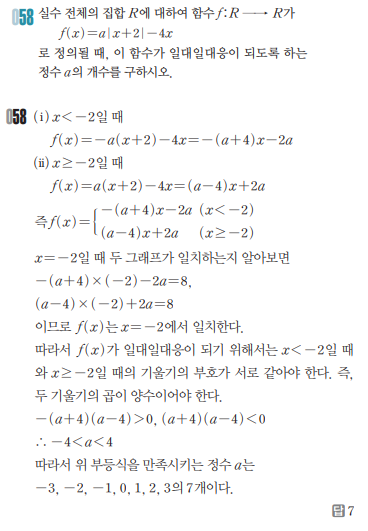 058 실수 전체의 집합 R에 대하여 함수 f : R ⟶ R가
f(x)=a|x+2|-4x
로 정의될 때, 이 함수가 일대일대응이 되도록 하는
정수 a의 개수를 구하시오.
058 (ⅰ) x<-2일 때
f(x)=-a(x+2)-4x=-(a+4)x-2a
(ⅱ) x≥-2일 때
f(x)=a(x+2)-4x=(a-4)x+2a
즉 f(x)={ -(a+4)x-2a (x<-2)
(a-4)x+2a (x≥-2)
x=-2일 때 두 그래프가 일치하는지 알아보면
-(a+4)×(-2)-2a=8,
(a-4)×(-2)+2a=8
이므로 f(x)는 x=-2에서 일치한다.
따라서 f(x)가 일대일대응이 되기 위해서는 x<-2일 때
와 x≥-2일 때의 기울기의 부호가 서로 같아야 한다. 즉,
두 기울기의 곱이 양수이어야 한다.
-(a+4)(a-4)>0, (a+4)(a-4)<0
∴ -4<a<4
따라서 위 부등식을 만족시키는 정수 a는
-3, -2, -1, 0, 1, 2, 3의 7개이다.
답 7